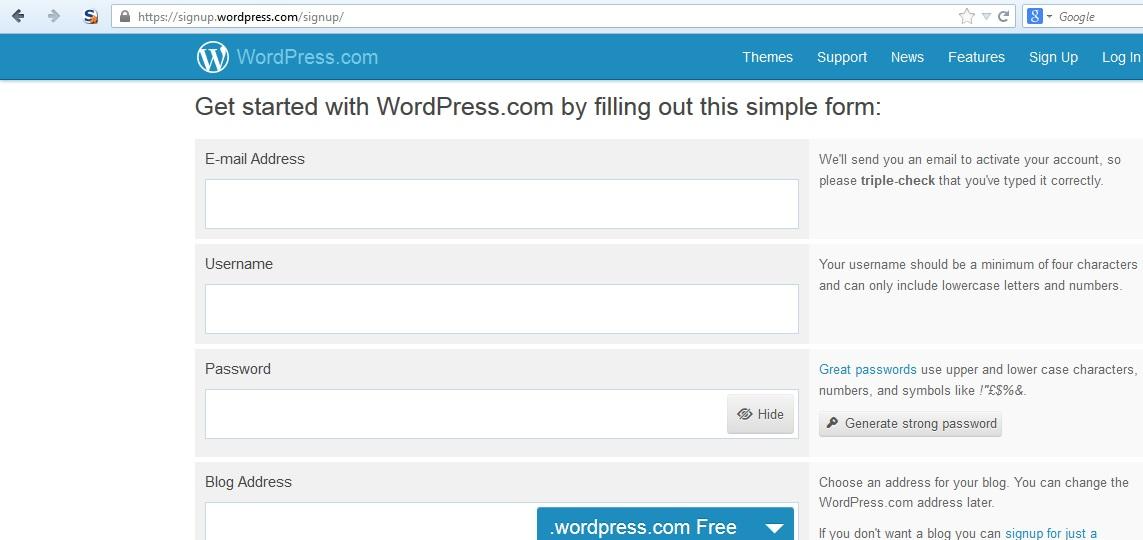 https://signup.wordpress.com/signup/
Google
WordPress.com
Themes Support News Features Sign Up Log In
Get started with WordPress.com by filling out this simple form:
E-mail Address
We'll send you an email to activate your account, so
please triple-check that you've typed it correctly.
Username
Your username should be a minimum of four characters
and can only include lowercase letters and numbers.
Password
Hide
Great passwords use upper and lower case characters,
numbers, and symbols like !"£$%&.
Generate strong password
Blog Address
.wordpress.com Free
Choose an address for your blog. You can change the
WordPress.com address later.
If you don't want a blog you can signup for just a